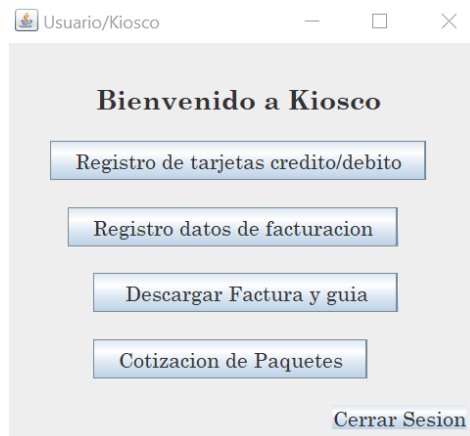 Usuario/Kiosco
Bienvenido a Kiosco
Registro de tarjetas credito/debito
Registro datos de facturacion
Descargar Factura y guia
Cotizacion de Paquetes
Cerrar Sesion